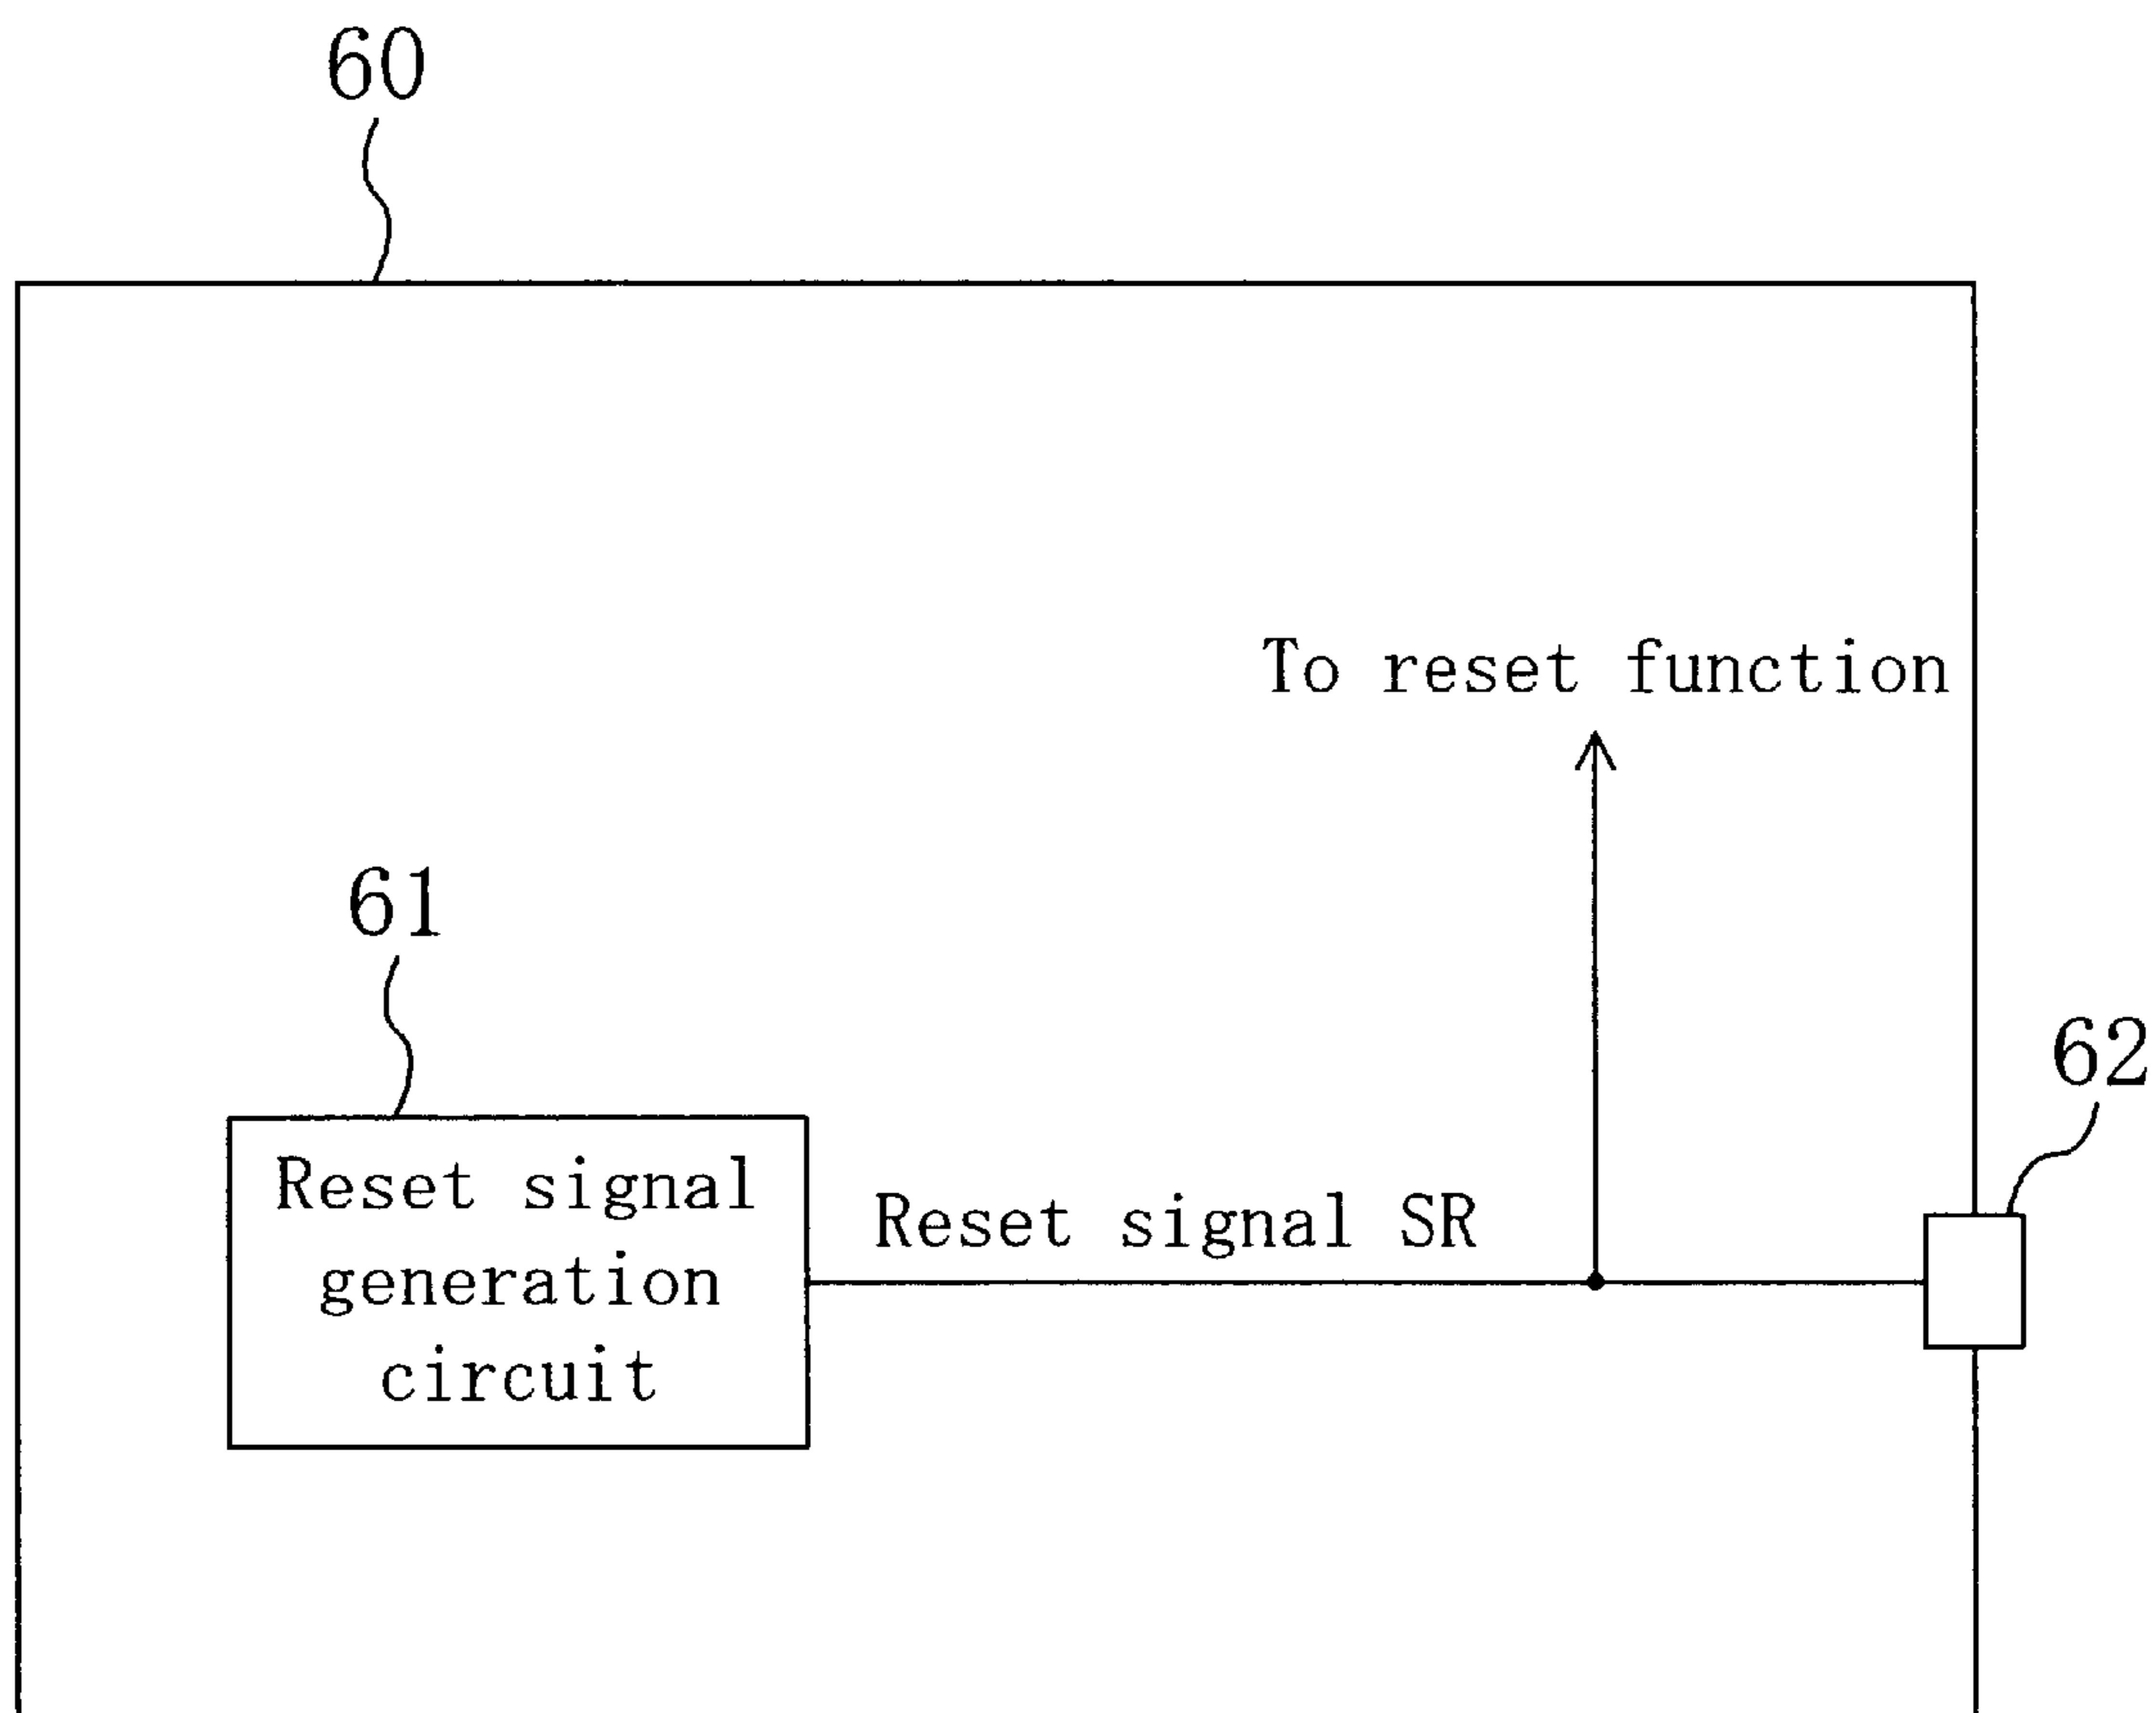 60
To reset function
61
62
Reset signal
generation
circuit
Reset signal SR